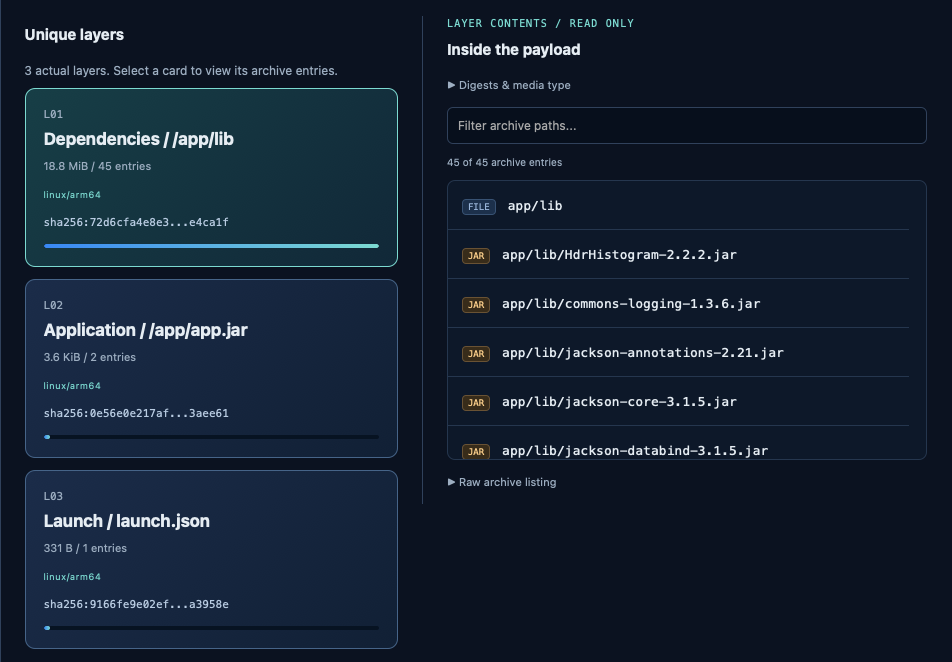 Unique layers
3 actual layers. Select a card to view its archive entries.
L01
Dependencies / /app/lib
18.8 MiB / 45 entries
linux/arm64
sha256:72d6cfa4e8e3...e4ca1f
L02
Application / /app/app.jar
3.6 KiB / 2 entries
linux/arm64
sha256:0e56e0e217af...3aee61
L03
Launch / launch.json
331 B / 1 entries
linux/arm64
sha256:9166fe9e02ef...a3958e
LAYER CONTENTS / READ ONLY
Inside the payload
▶ Digests & media type
Filter archive paths...
45 of 45 archive entries
FILE app/lib
JAR app/lib/HdrHistogram-2.2.2.jar
JAR app/lib/commons-logging-1.3.6.jar
JAR app/lib/jackson-annotations-2.21.jar
JAR app/lib/jackson-core-3.1.5.jar
JAR app/lib/jackson-databind-3.1.5.jar
▶ Raw archive listing